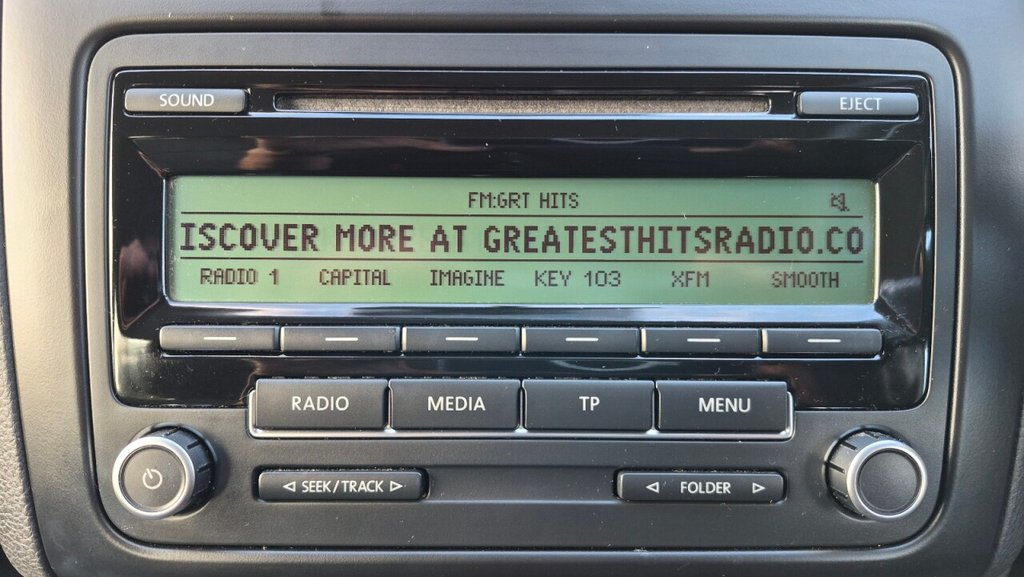 SOUND EJECT
FM:GRT HITS
ISCOVER MORE AT GREATESTHITSRADIO.CO
RADIO 1 CAPITAL IMAGINE KEY 103 XFM SMOOTH
RADIO MEDIA TP MENU
SEEK/TRACK FOLDER